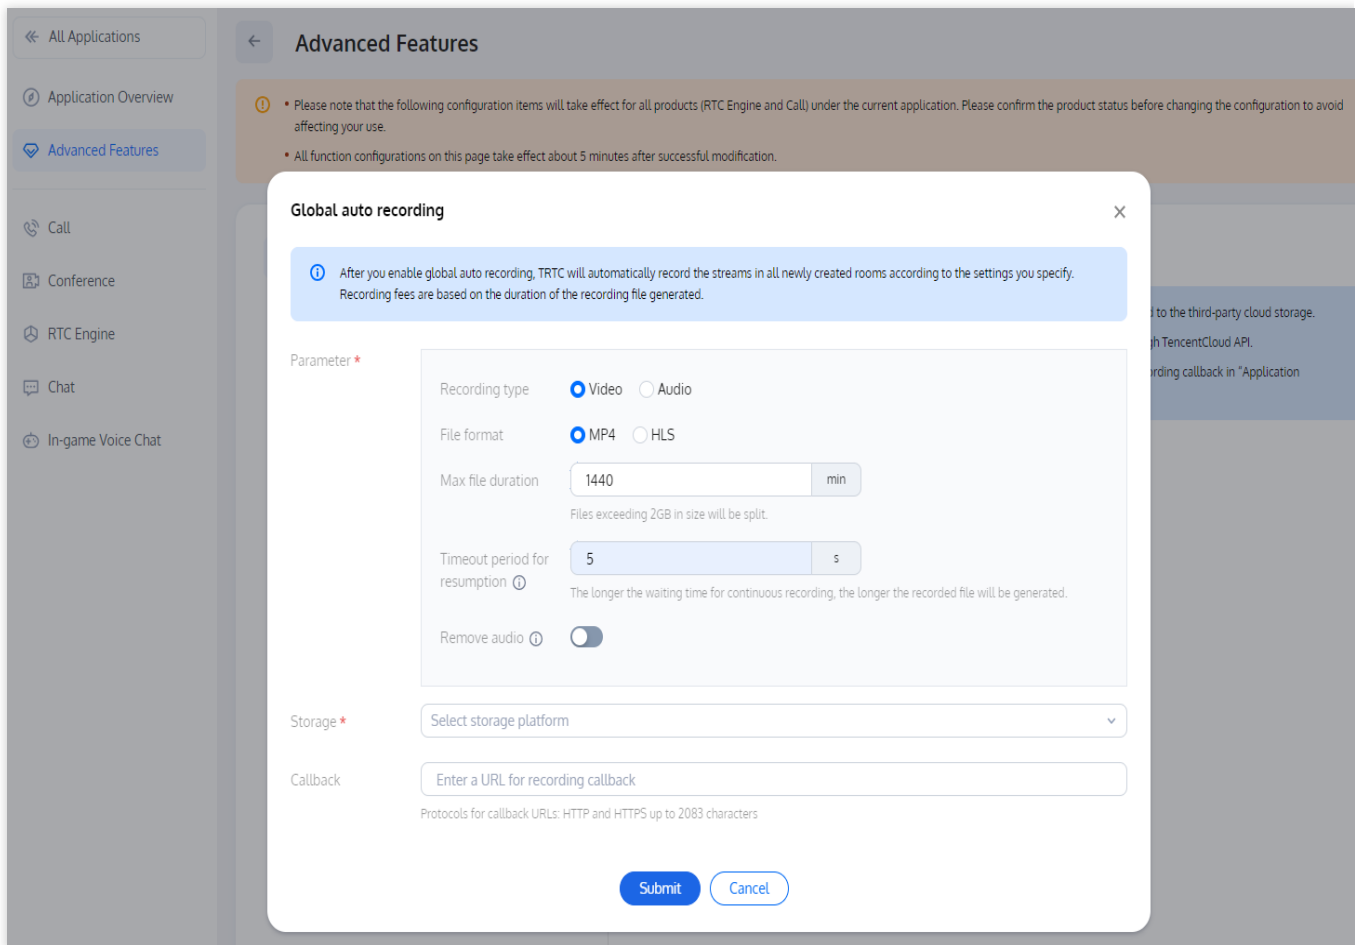 All Applications
Application Overview
Advanced Features
Call
Conference
RTC Engine
Chat
In-game Voice Chat
Advanced Features
• Please note that the following configuration items will take effect for all products (RTC Engine and Call) under the current application. Please confirm the product status before changing the configuration to avoid
affecting your use.
• All function configurations on this page take effect about 5 minutes after successful modification.
Global auto recording
After you enable global auto recording, TRTC will automatically record the streams in all newly created rooms according to the settings you specify.
Recording fees are based on the duration of the recording file generated.
Parameter *
Recording type Video Audio
File format MP4 HLS
Max file duration 1440 min
Files exceeding 2GB in size will be split.
Timeout period for
resumption
5 s
The longer the waiting time for continuous recording, the longer the recorded file will be generated.
Remove audio
Storage * Select storage platform
Callback Enter a URL for recording callback
Protocols for callback URLs: HTTP and HTTPS up to 2083 characters
Submit Cancel
to the third-party cloud storage.
TencentCloud API.
callback in "Application